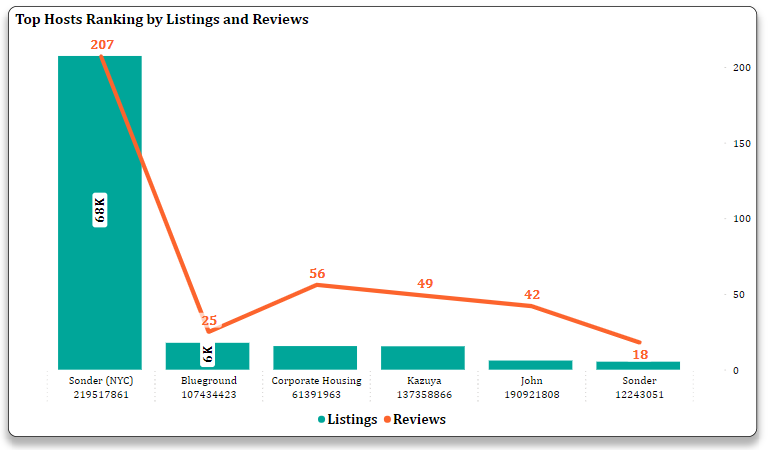 Top Hosts Ranking by Listings and Reviews
207
200
150
68K
100
56
49
42
50
25
6K
18
0
Sonder (NYC) Blueground Corporate Housing Kazuya John Sonder
219517861 107434423 61391963 137358866 190921808 12243051
Listings Reviews